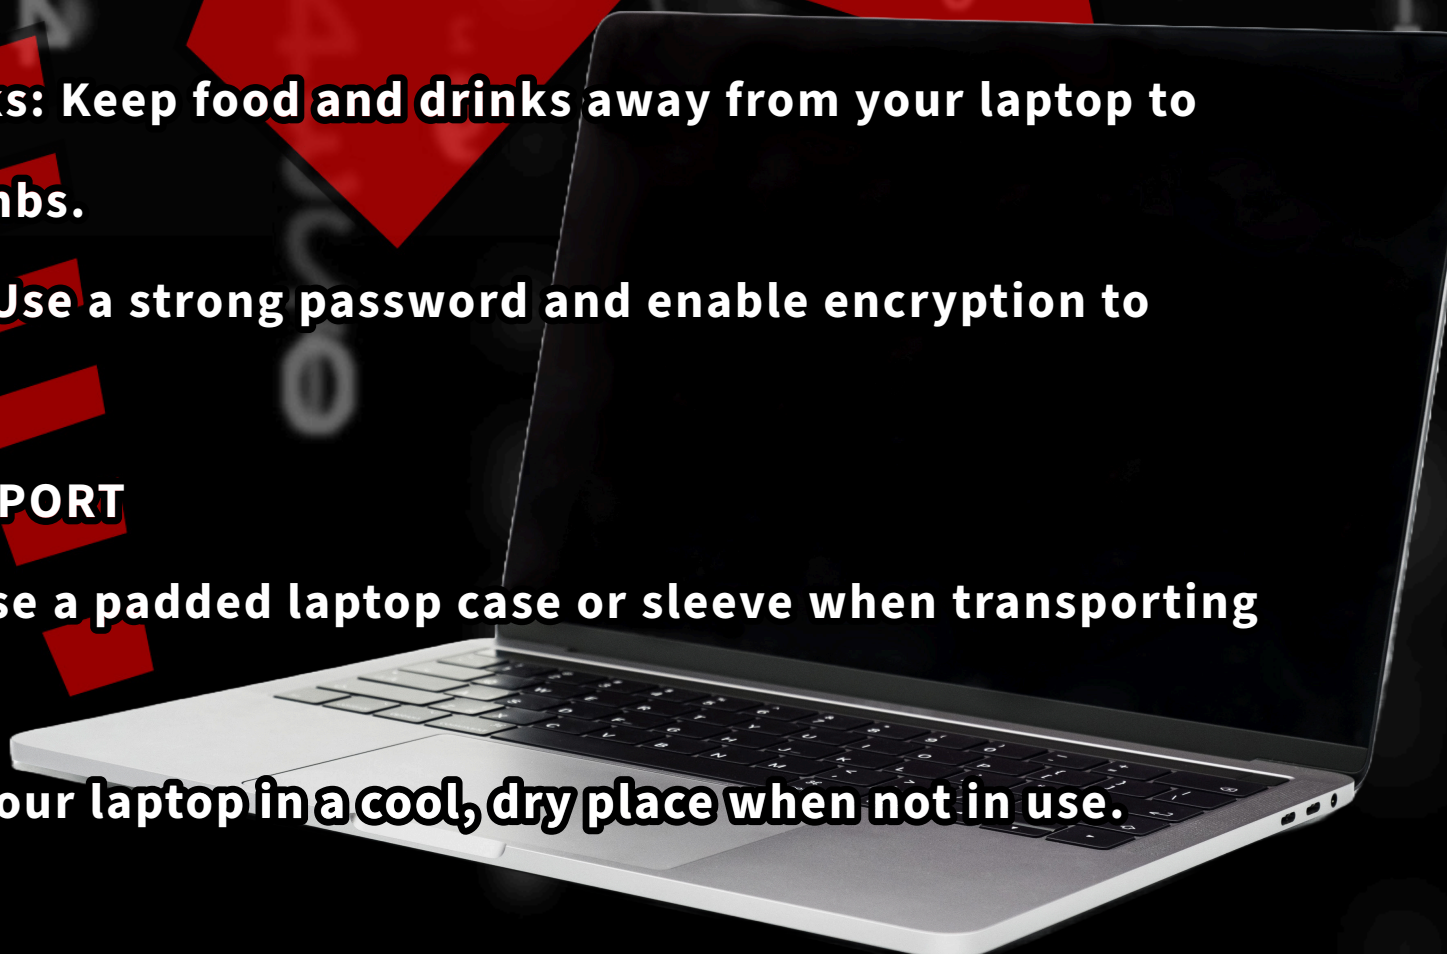 ks: Keep food and drinks away from your laptop to
mbs.
Use a strong password and enable encryption to
PORT
se a padded laptop case or sleeve when transporting
our laptop in a cool, dry place when not in use.